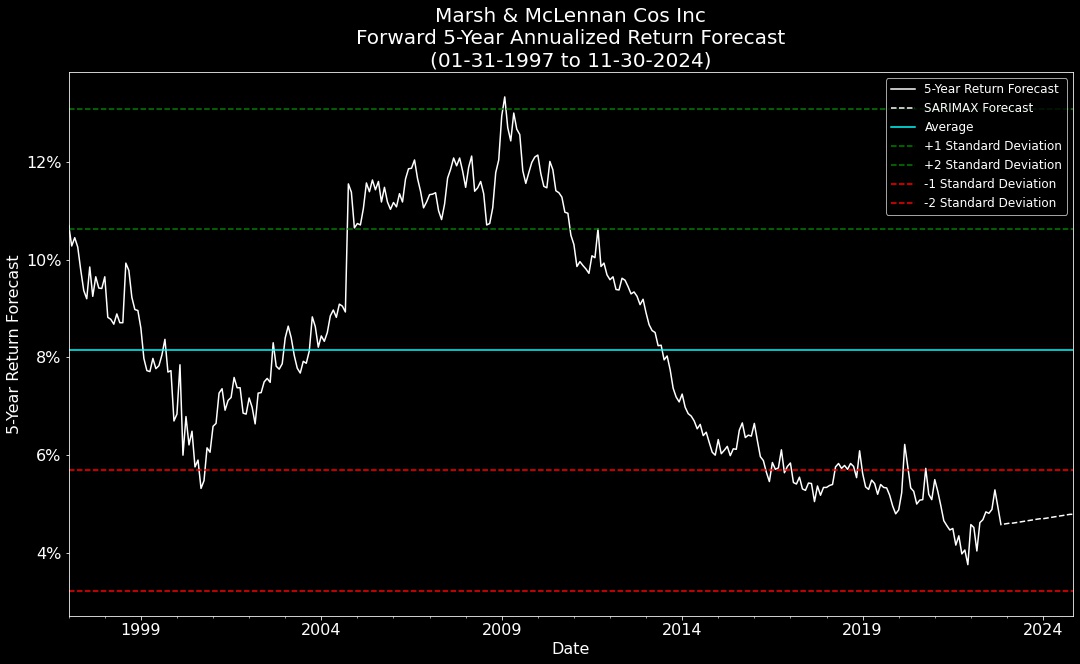 Marsh & McLennan Cos Inc
Forward 5-Year Annualized Return Forecast
(01-31-1997 to 11-30-2024)
5-Year Return Forecast
SARIMAX Forecast
Average
+1 Standard Deviation
+2 Standard Deviation
-1 Standard Deviation
-2 Standard Deviation
5-Year Return Forecast
12%
10%
8%
6%
4%
1999 2004 2009 2014 2019 2024
Date